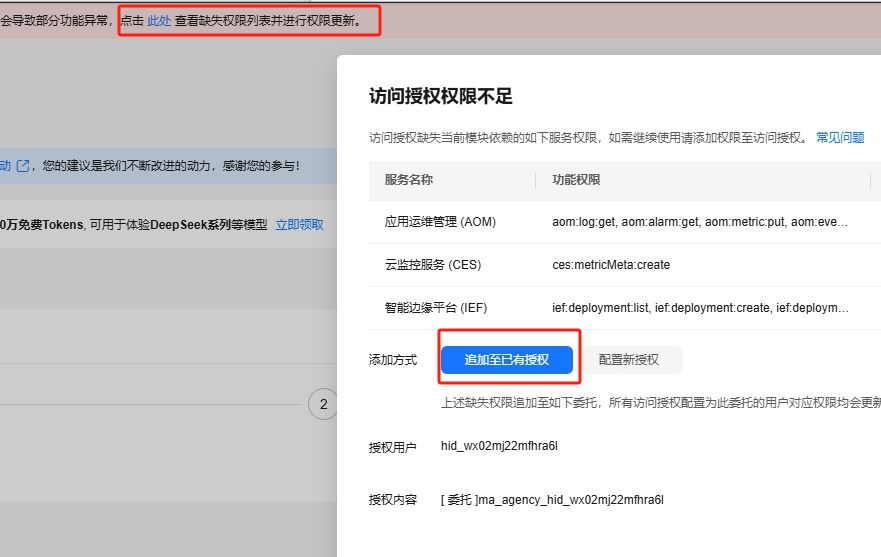 会导致部分功能异常，点击 此处 查看缺失权限列表并进行权限更新。
访问授权权限不足
访问授权缺失当前模块依赖的如下服务权限，如需继续使用请添加权限至访问授权。 常见问题
动，您的建议是我们不断改进的动力，感谢您的参与！
服务名称 功能权限
0万免费Tokens, 可用于体验DeepSeek系列等模型 立即领取
应用运维管理 (AOM) aom:log:get, aom:alarm:get, aom:metric:put, aom:eve…
云监控服务 (CES) ces:metricMeta:create
智能边缘平台 (IEF) ief:deployment:list, ief:deployment:create, ief:deploym…
添加方式 追加至已有授权 配置新授权
2
上述缺失权限追加至如下委托，所有访问授权配置为此委托的用户对应权限均会更新
授权用户 hid_wx02mj22mfhra6l
授权内容 [ 委托 ]ma_agency_hid_wx02mj22mfhra6l